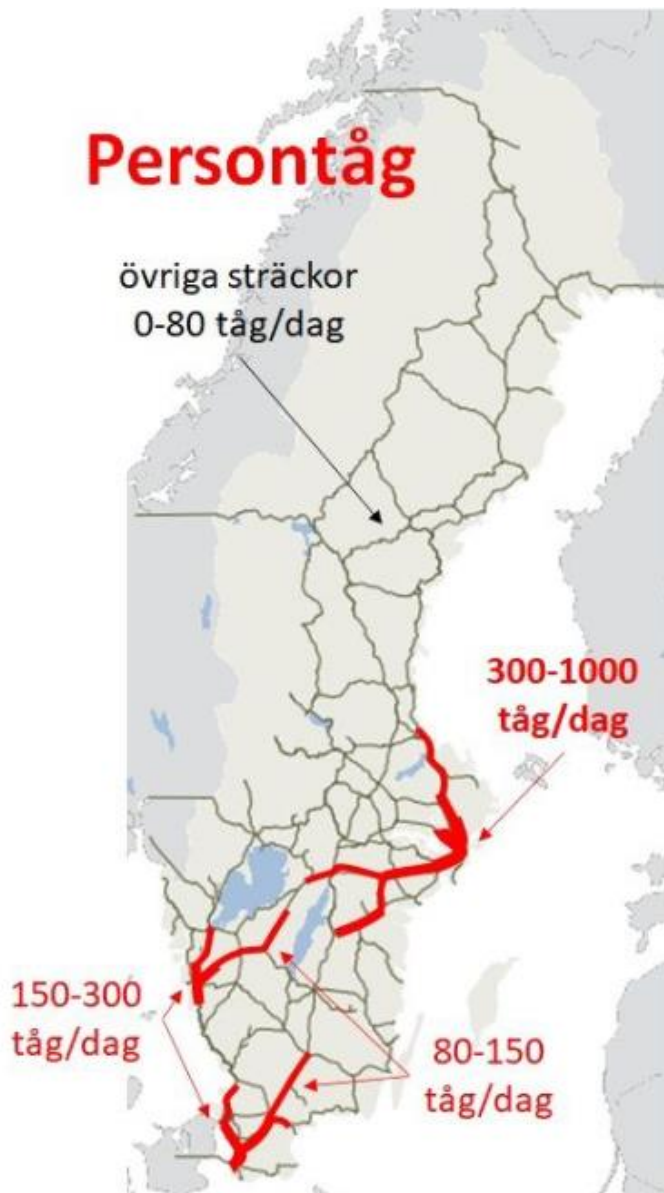 Persontåg
övriga sträckor
0-80 tåg/dag
300-1000
tåg/dag
150-300
tåg/dag
80-150
tåg/dag